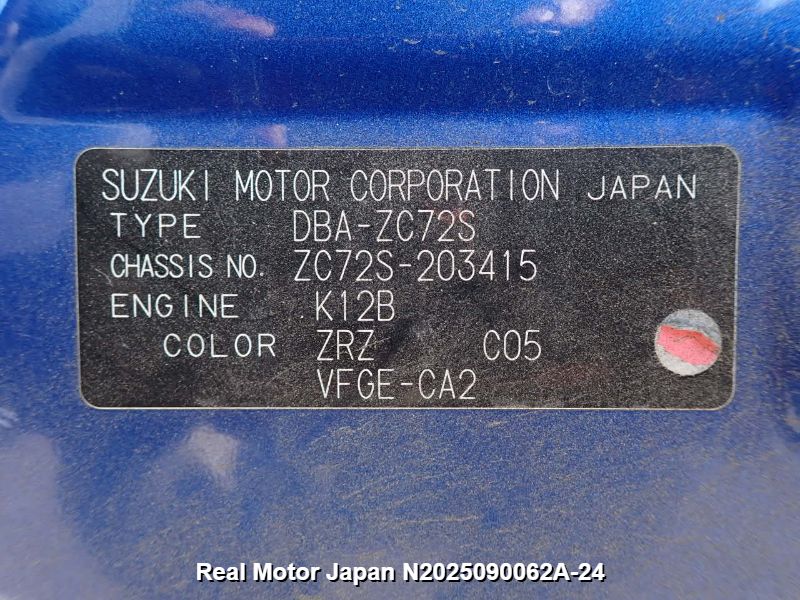 SUZUKI MOTOR CORPORATION JAPAN
TYPE DBA-ZC72S
CHASSIS NO. ZC72S-203415
ENGINE K12B
COLOR ZRZ C05
VFGE-CA2
Real Motor Japan N2025090062A-24